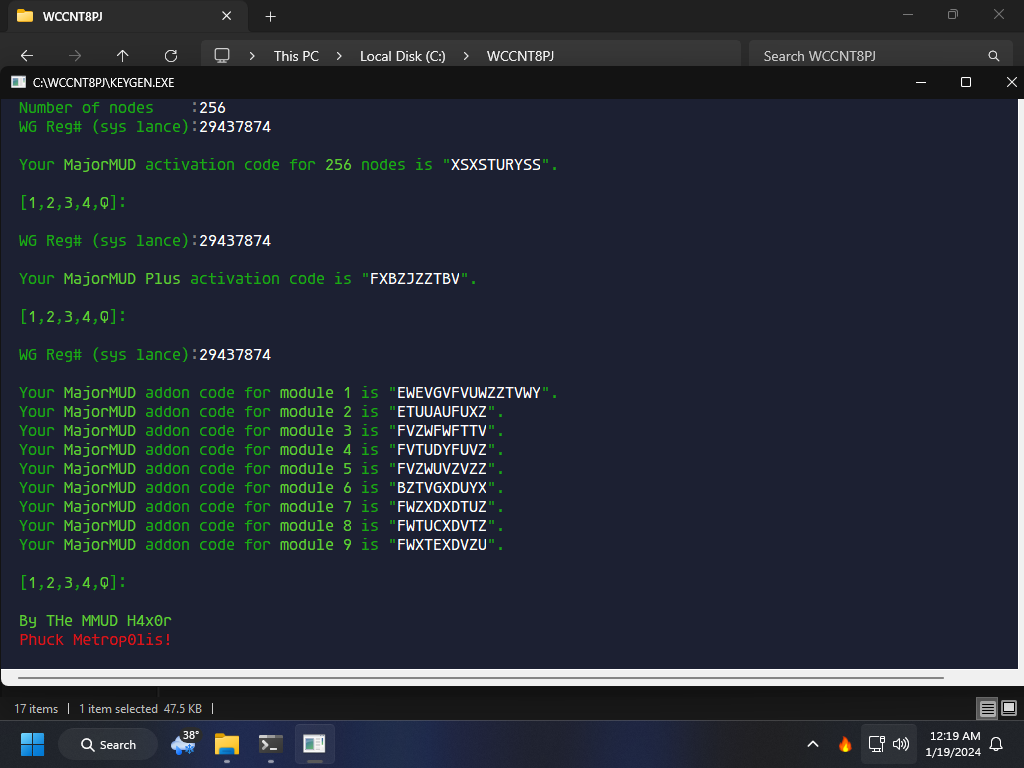 WCCNT8PJ
This PC > Local Disk (C:) > WCCNT8PJ
Search WCCNT8PJ
C:\WCCNT8PJ\KEYGEN.EXE
Number of nodes    :256
WG Reg# (sys lance):29437874
Your MajorMUD activation code for 256 nodes is "XSXSTURYSS".
[1,2,3,4,Q]:
WG Reg# (sys lance):29437874
Your MajorMUD Plus activation code is "FXBZJZZTBV".
[1,2,3,4,Q]:
WG Reg# (sys lance):29437874
Your MajorMUD addon code for module 1 is "EWEVGVFVUWZZTVWY".
Your MajorMUD addon code for module 2 is "ETUUAUFUXZ".
Your MajorMUD addon code for module 3 is "FVZWFWFTTV".
Your MajorMUD addon code for module 4 is "FVTUDYFUVZ".
Your MajorMUD addon code for module 5 is "FVZWUVZVZZ".
Your MajorMUD addon code for module 6 is "BZTVGXDUYX".
Your MajorMUD addon code for module 7 is "FWZXDXDTUZ".
Your MajorMUD addon code for module 8 is "FWTUCXDVTZ".
Your MajorMUD addon code for module 9 is "FWXTEXDVZU".
[1,2,3,4,Q]:
By THe MMUD H4x0r
Phuck Metrop0lis!
17 items | 1 item selected 47.5 KB |
Search
38°
12:19 AM
1/19/2024